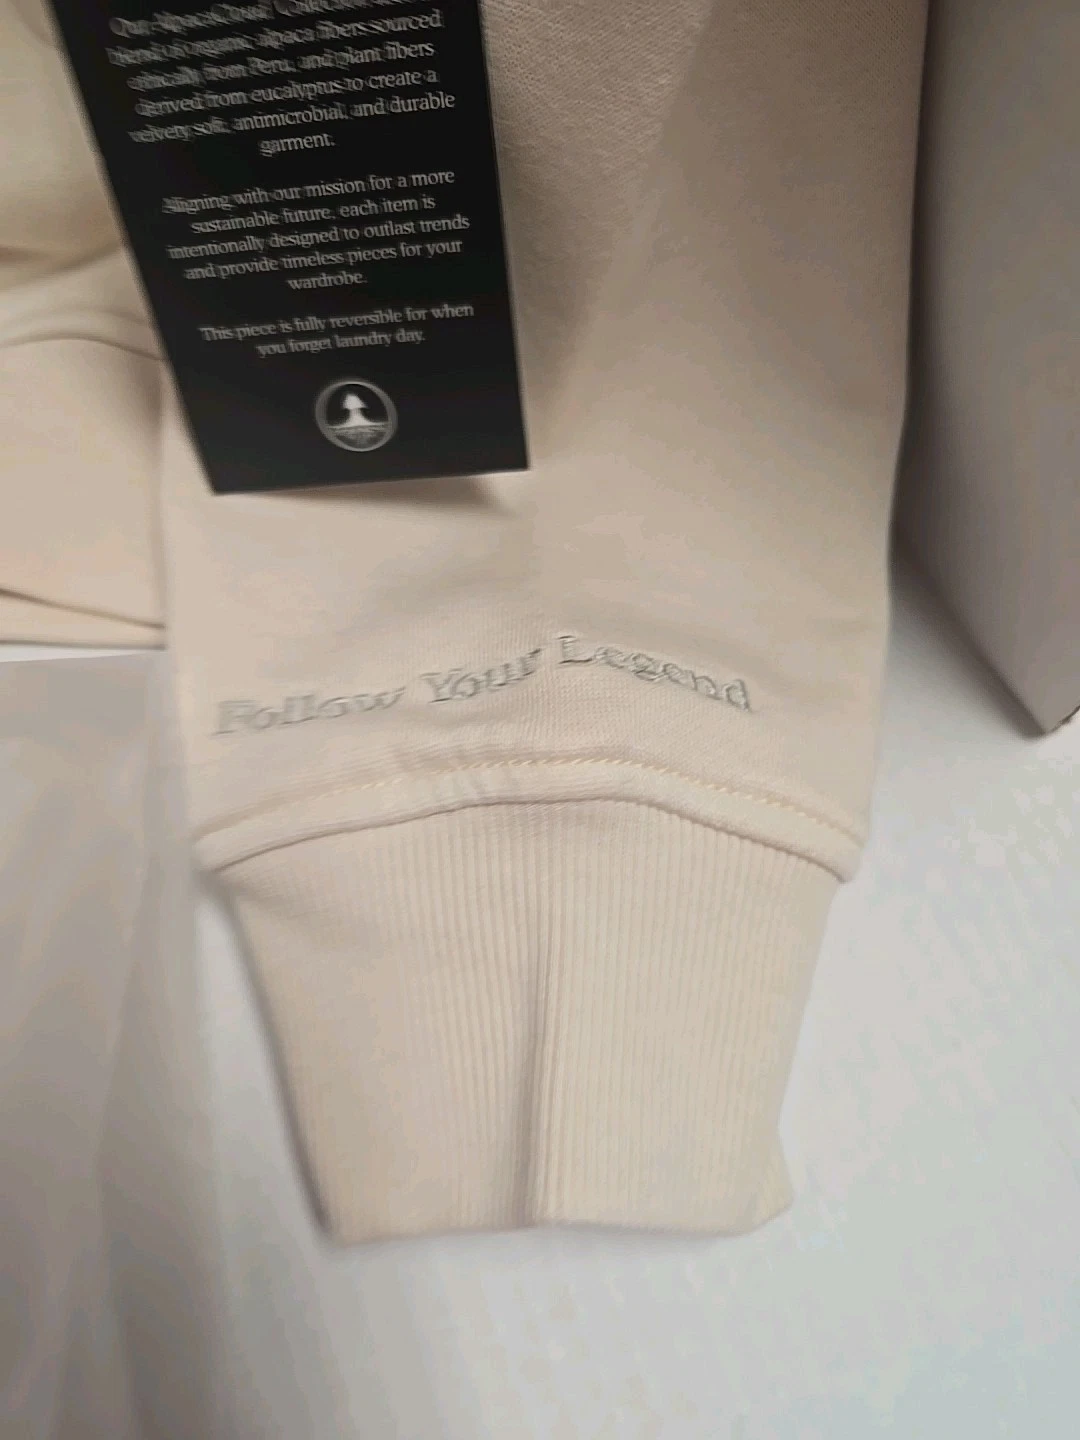 Our AlpacaCloud Collection
blend of organic alpaca fibers sourced
ethically from Peru, and plant fibers
derived from eucalyptus to create a
velvety soft, antimicrobial, and durable
garment.
Aligning with our mission for a more
sustainable future, each item is
intentionally designed to outlast trends
and provide timeless pieces for your
wardrobe.
This piece is fully reversible for when
you forget laundry day.
Follow Your Legend